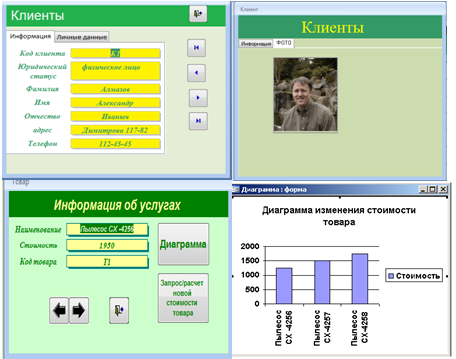 Клиенты
Информация Личные данные
Код клиента К1
Юридический статус физическое лицо
Фамилия Алмазов
Имя Александр
Отчество Иваныч
адрес Димитрова 117-82
Телефон 112-45-45
Клиент
Клиенты
Информация ФОТО
Товар
Информация об услугах
Наименование Пылесос СХ -4256
Стоимость 1950
Код товара Т1
Диаграмма
Запрос/расчет
новой
стоимости
товара
Диаграмма : форма
Диаграмма изменения стоимости
товара
2000
1500
1000
500
0
Пылесос СХ -4256
Пылесос СХ -4257
Пылесос СХ -4258
Стоимость